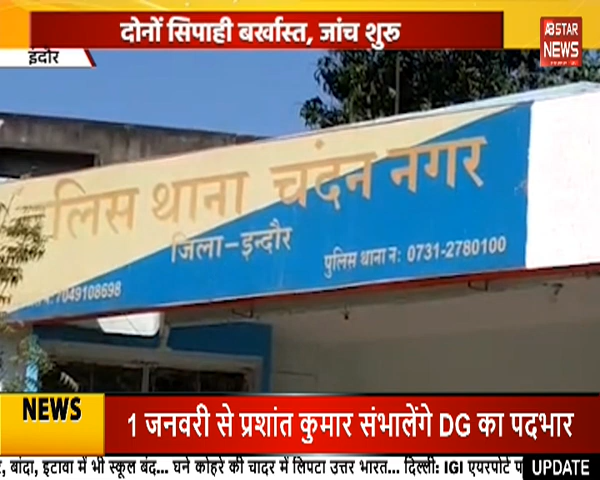 दोनों सिपाही बर्खास्त, जांच शुरू
ABSTAR
NEWS
इंदौर
पुलिस थाना चंदन नगर
जिला-इन्दौर
पुलिस थाना नः 0731-2780100
नः 7049108698
NEWS
1 जनवरी से प्रशांत कुमार संभालेंगे DG का पदभार
बांदा, इटावा में भी स्कूल बंद... घने कोहरे की चादर में लिपटा उत्तर भारत... दिल्ली: IGI एयरपोर्ट
UPDATE